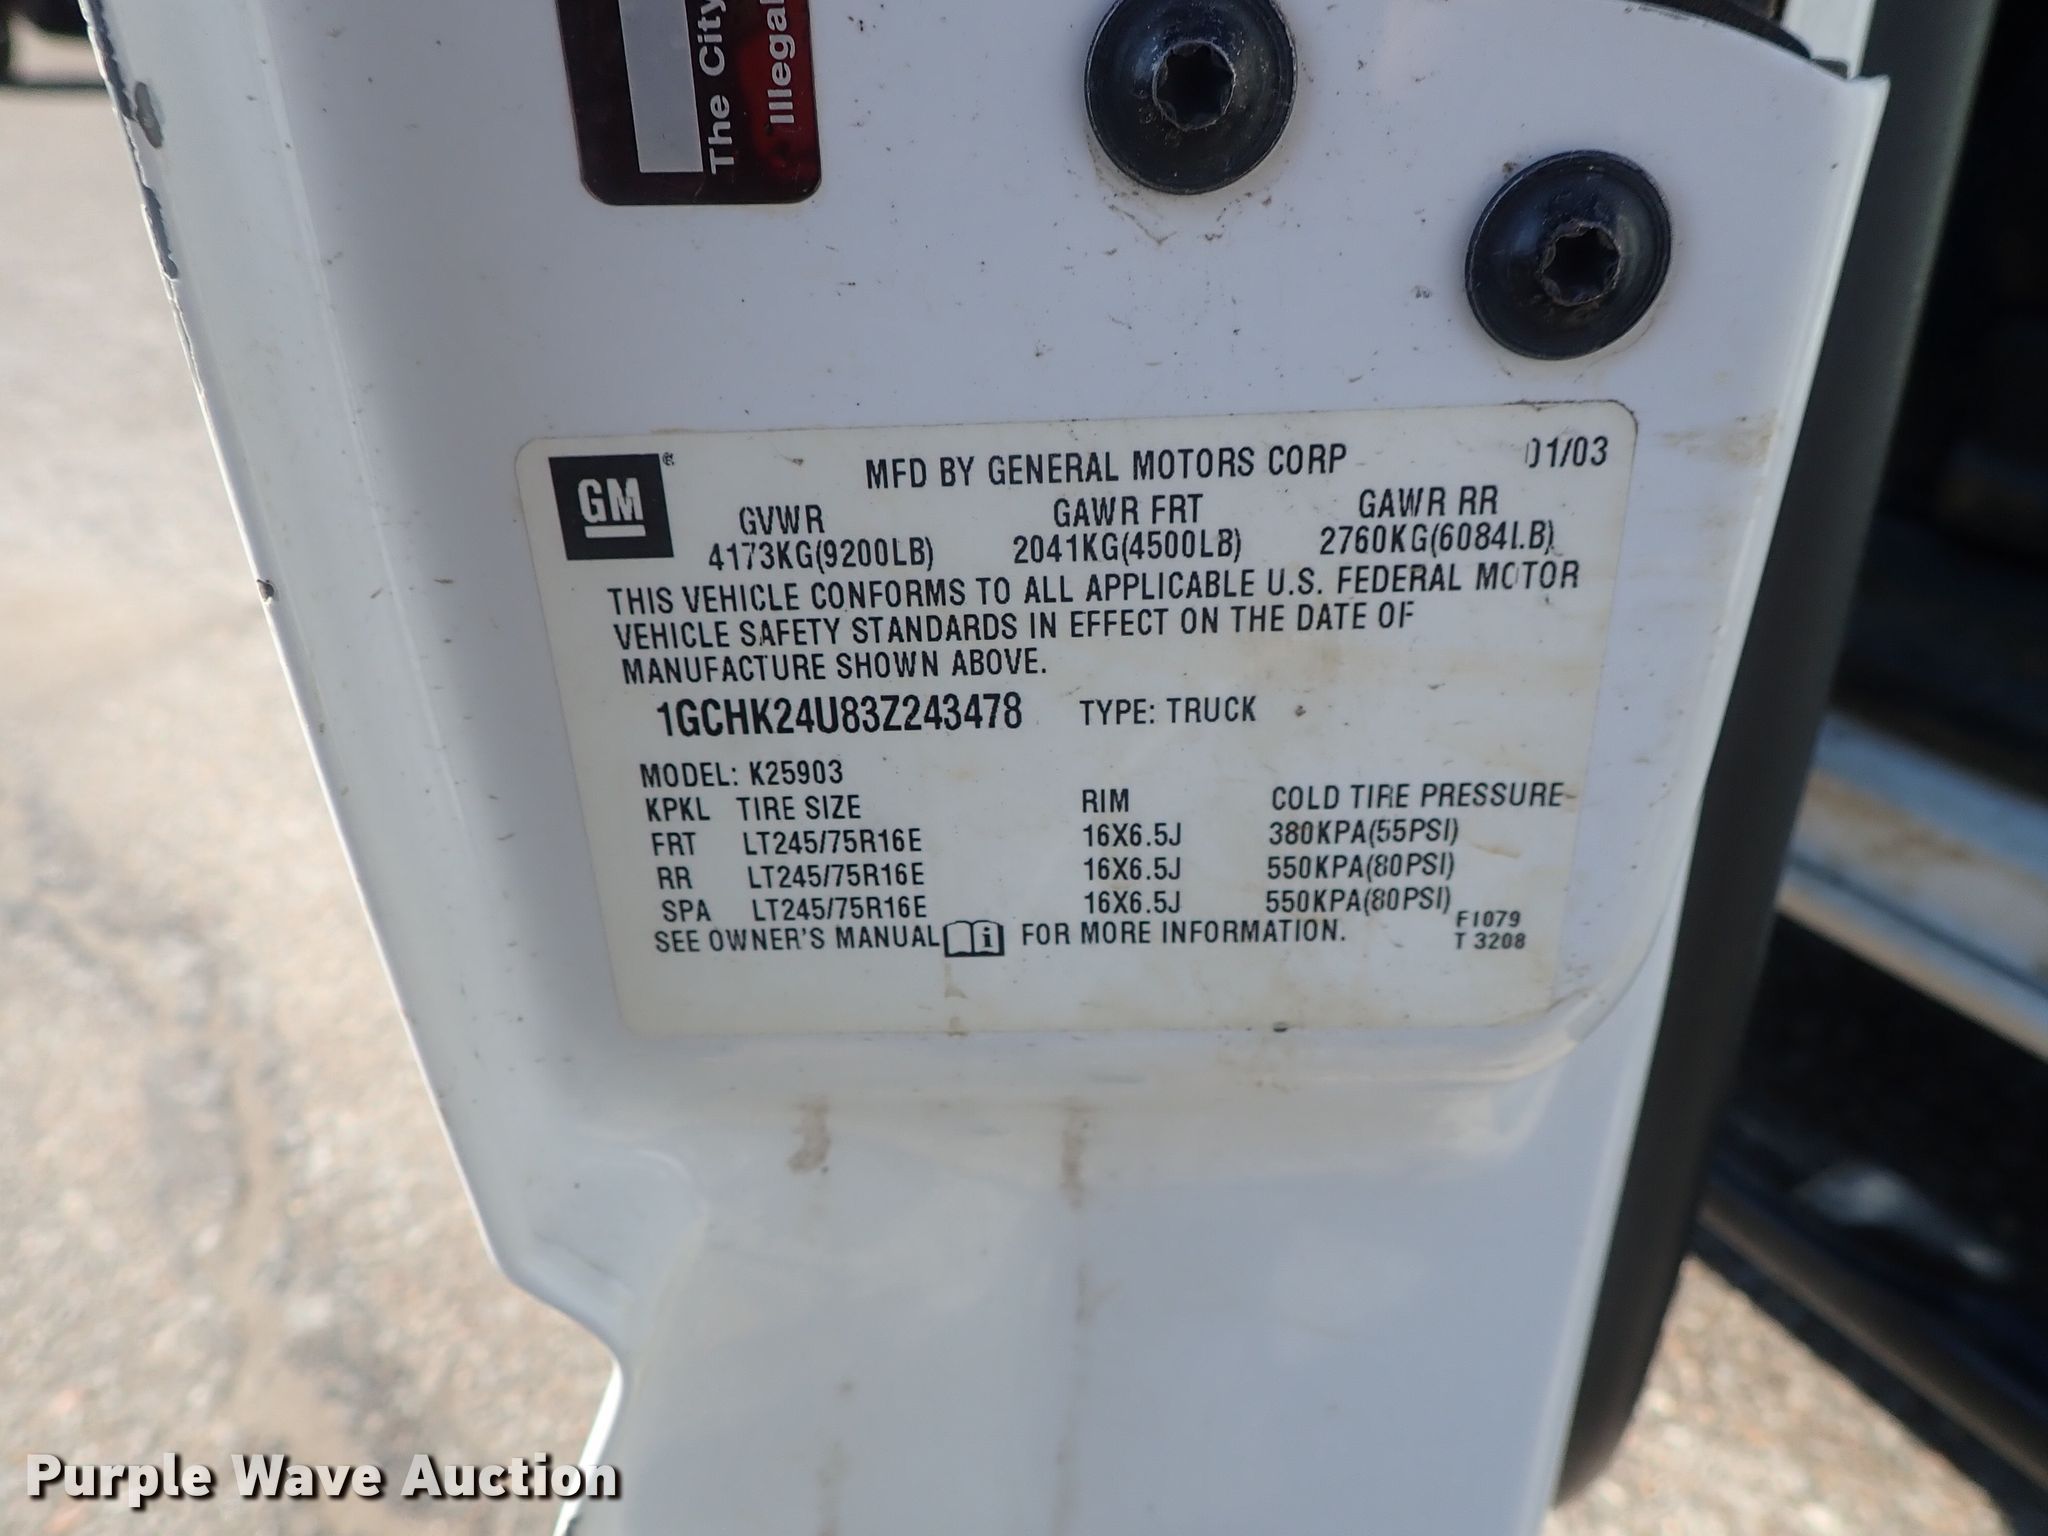 The City
Illegal
GM
®
MFD BY GENERAL MOTORS CORP
01/03
GVWR GAWR FRT GAWR RR
4173KG(9200LB) 2041KG(4500LB) 2760KG(6084LB)
THIS VEHICLE CONFORMS TO ALL APPLICABLE U.S. FEDERAL MOTOR
VEHICLE SAFETY STANDARDS IN EFFECT ON THE DATE OF
MANUFACTURE SHOWN ABOVE.
1GCHK24U83Z243478 TYPE: TRUCK
MODEL: K25903
KPKL TIRE SIZE RIM COLD TIRE PRESSURE
FRT LT245/75R16E 16X6.5J 380KPA(55PSI)
RR LT245/75R16E 16X6.5J 550KPA(80PSI)
SPA LT245/75R16E 16X6.5J 550KPA(80PSI)
SEE OWNER'S MANUAL i FOR MORE INFORMATION.
F1079
T 3208
Purple Wave Auction